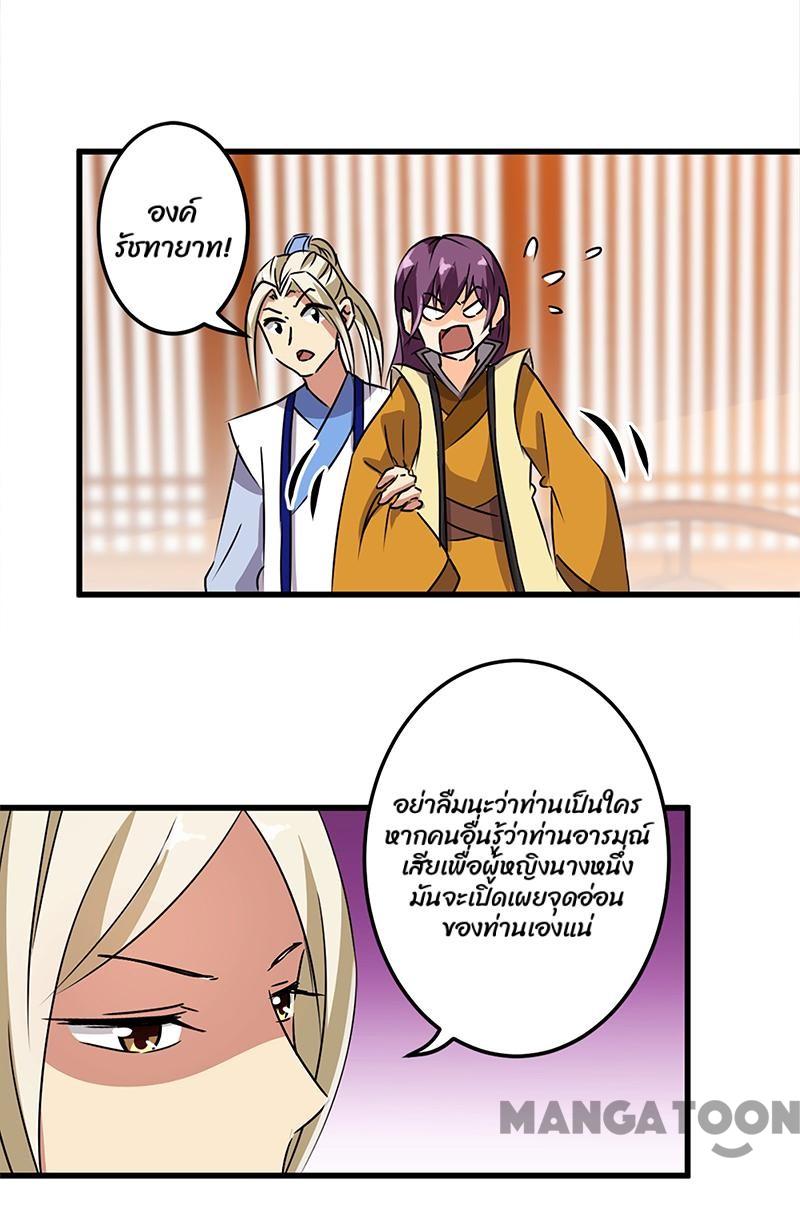 องค์
รัชทายาท!
อย่าลืมนะว่าท่านเป็นใคร
หากคนอื่นรู้ว่าท่านอารมณ์
เสียเพื่อผู้หญิงนางหนึ่ง
มันจะเปิดเผยจุดอ่อน
ของท่านเองแน่
MANGATOON